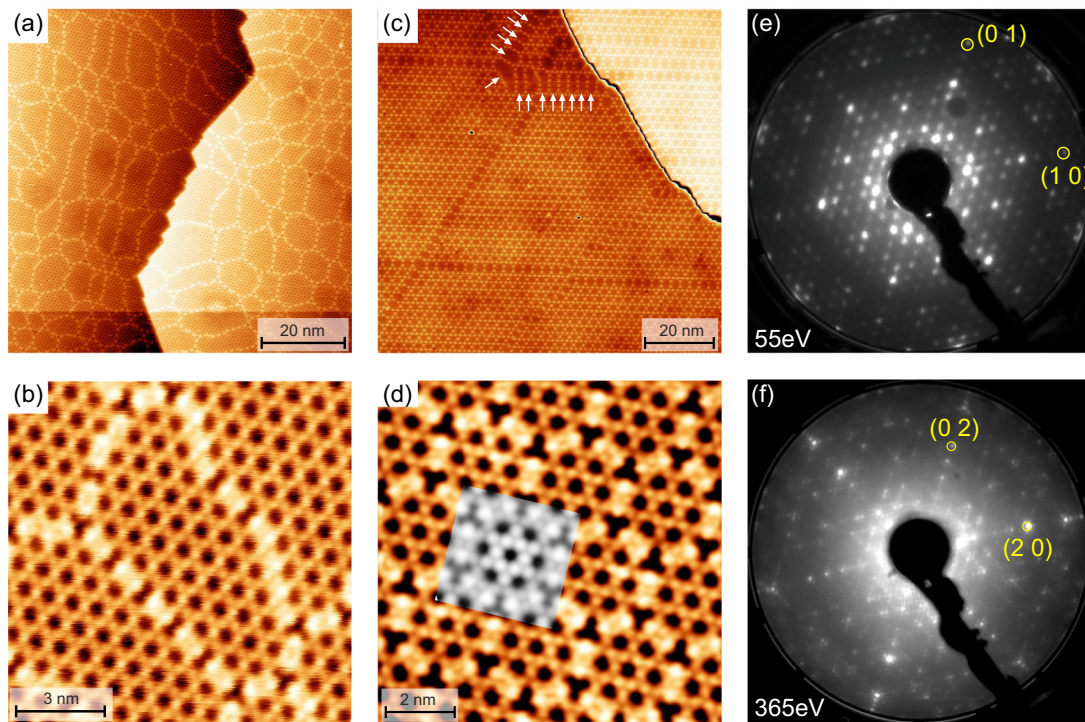 (a)
20 nm
(b)
3 nm
(c)
20 nm
(d)
2 nm
(e)
(0 1)
(1 0)
55eV
(f)
(0 2)
(2 0)
365eV